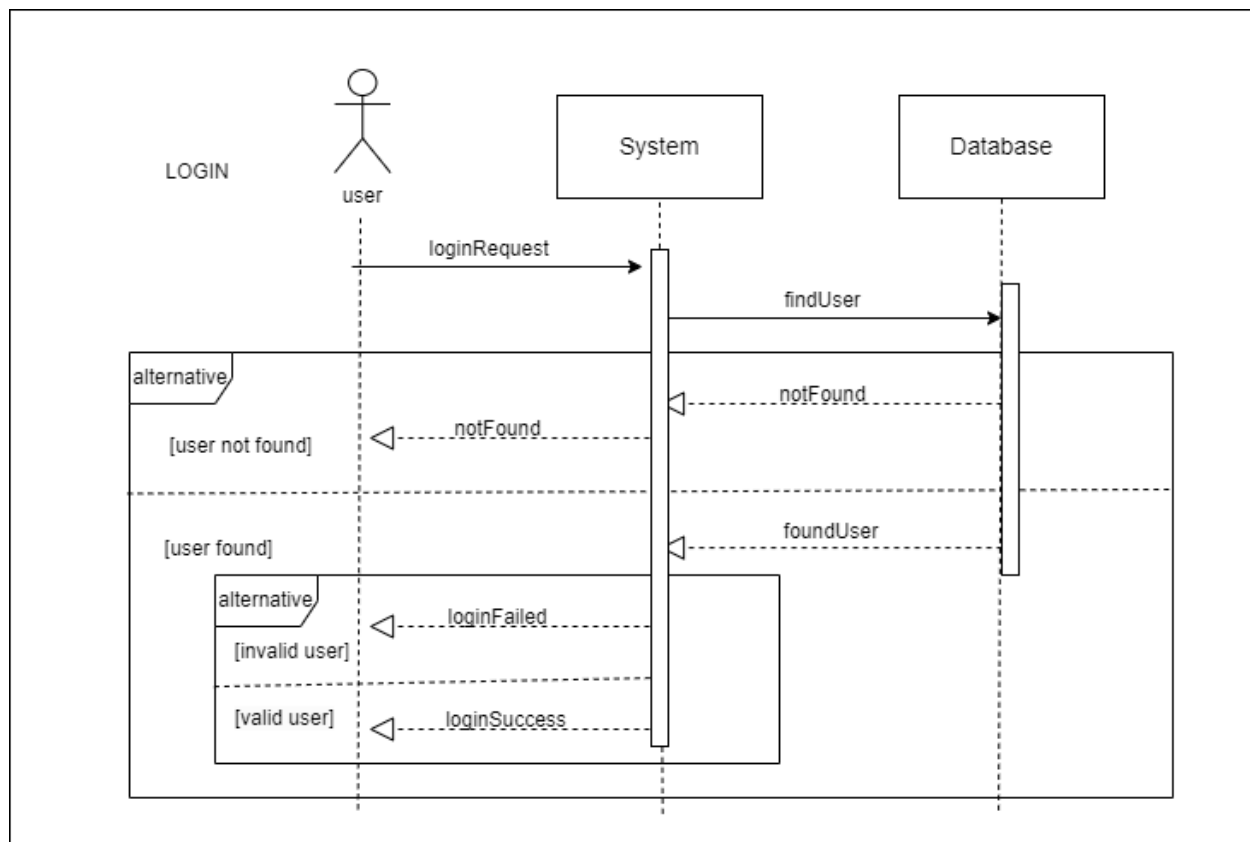 System
Database
LOGIN
user
loginRequest
findUser
alternative
notFound
notFound
[user not found]
foundUser
[user found]
alternative
loginFailed
[invalid user]
[valid user]
loginSuccess